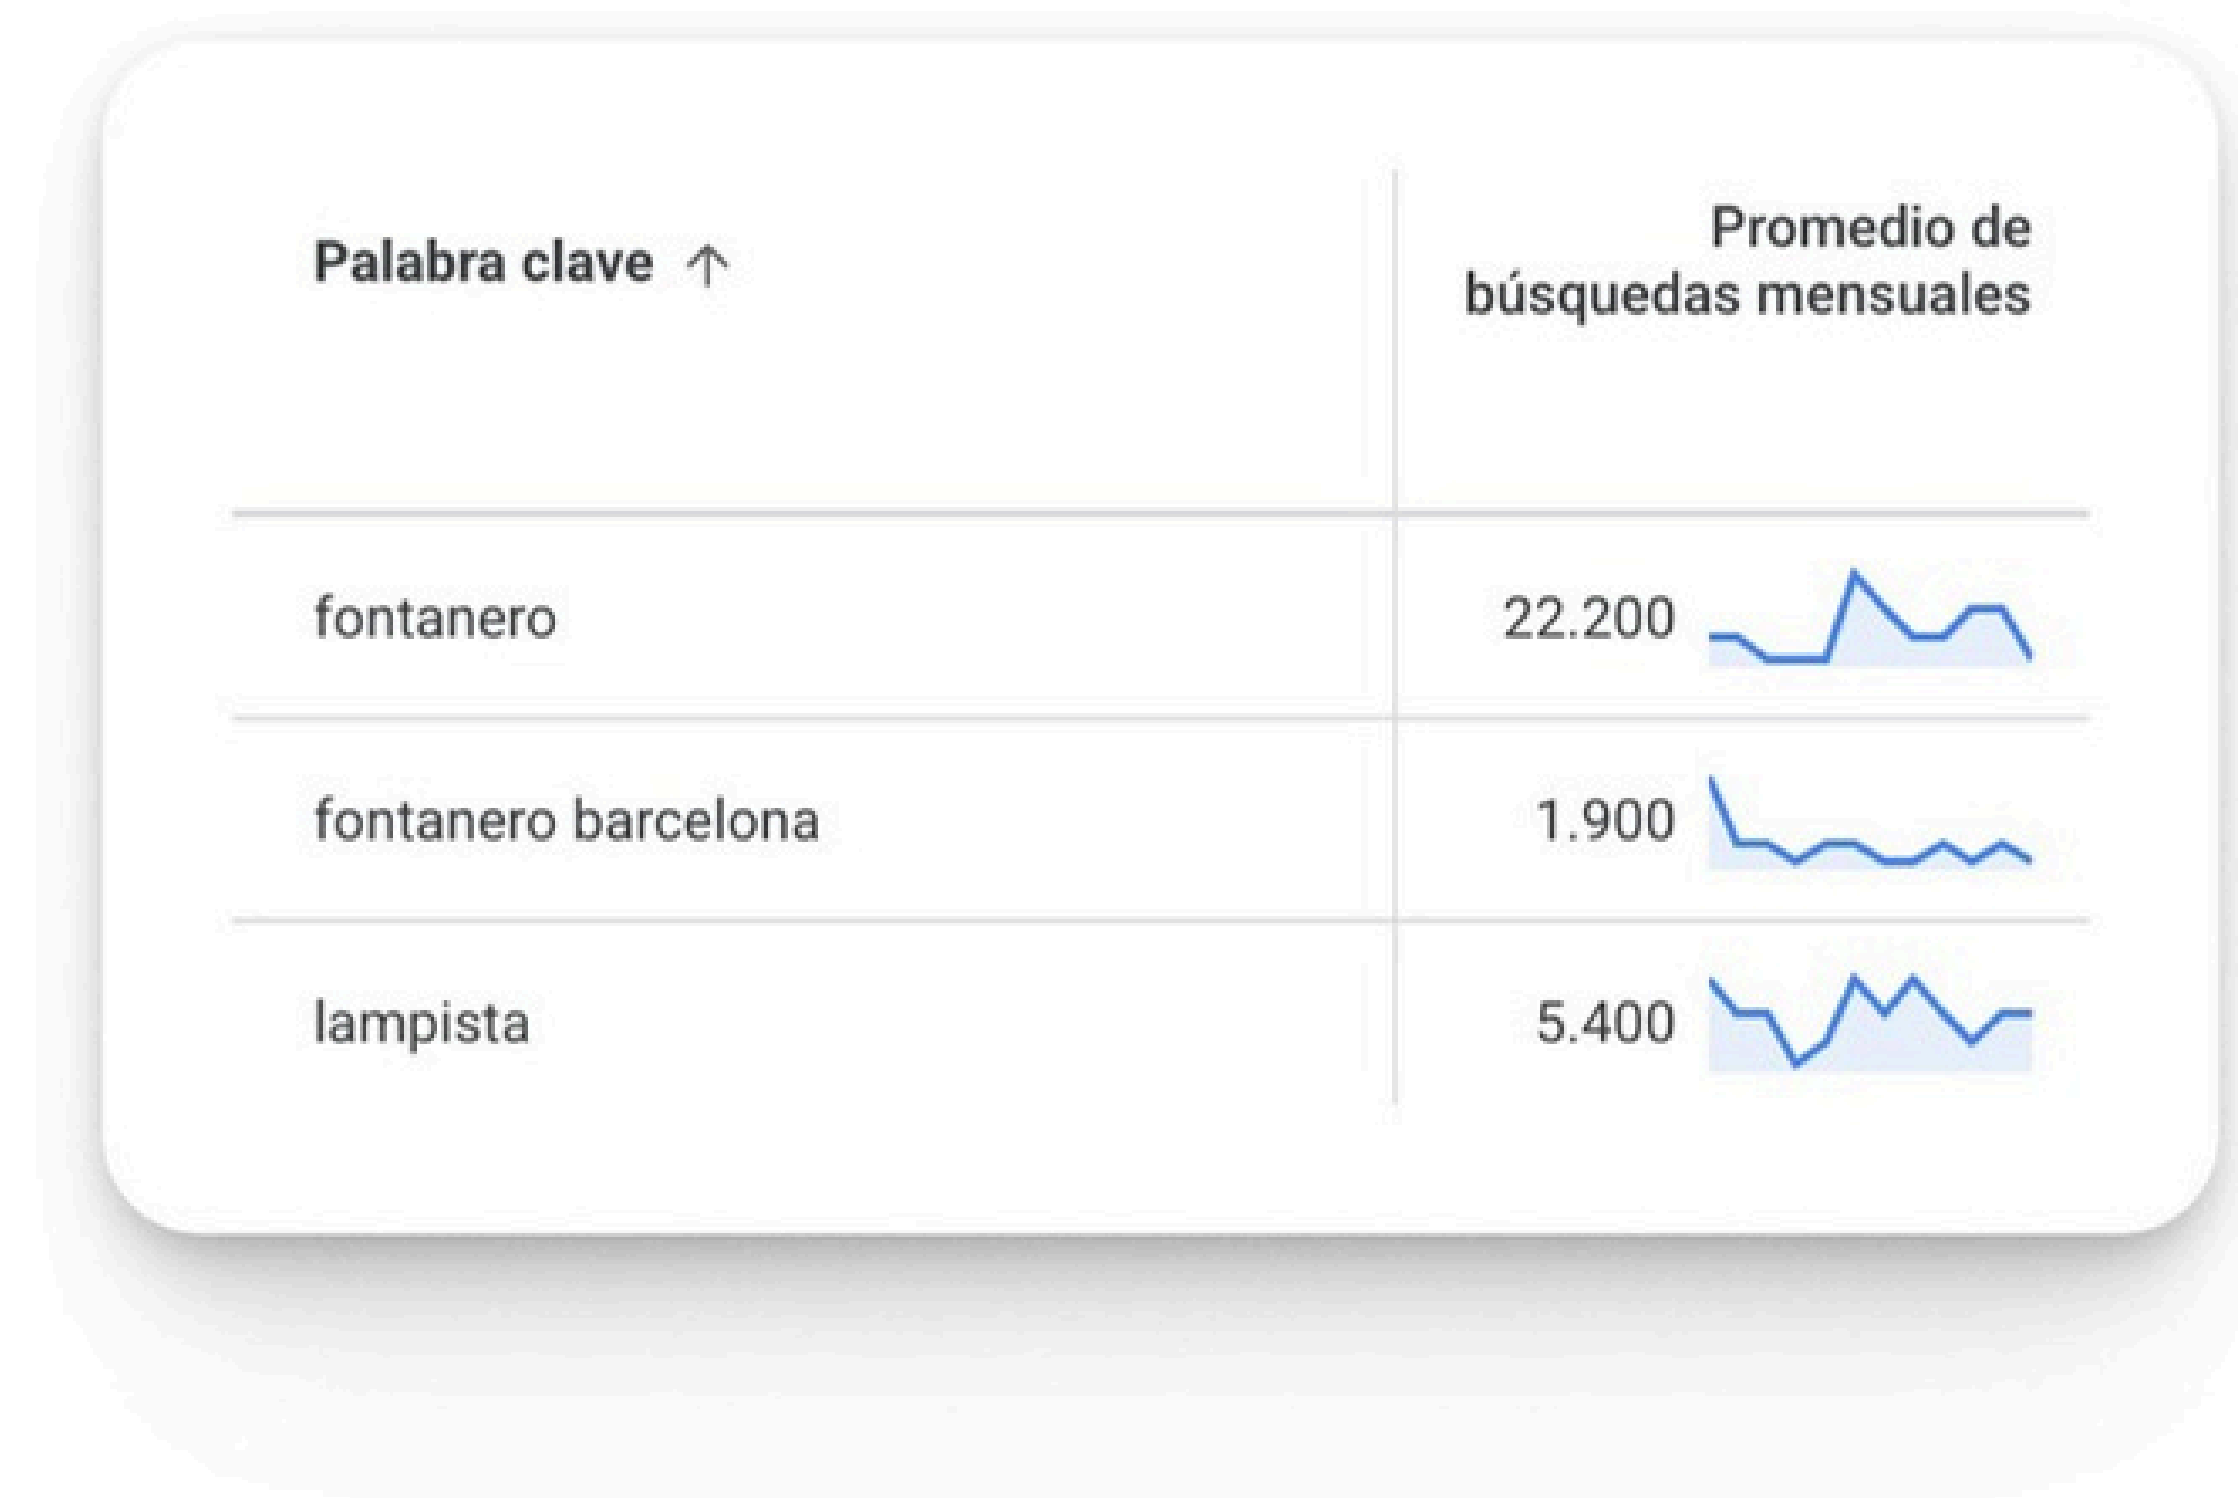 Palabra clave ↑
Promedio de
búsquedas mensuales
fontanero
22.200
fontanero barcelona
1.900
lampista
5.400